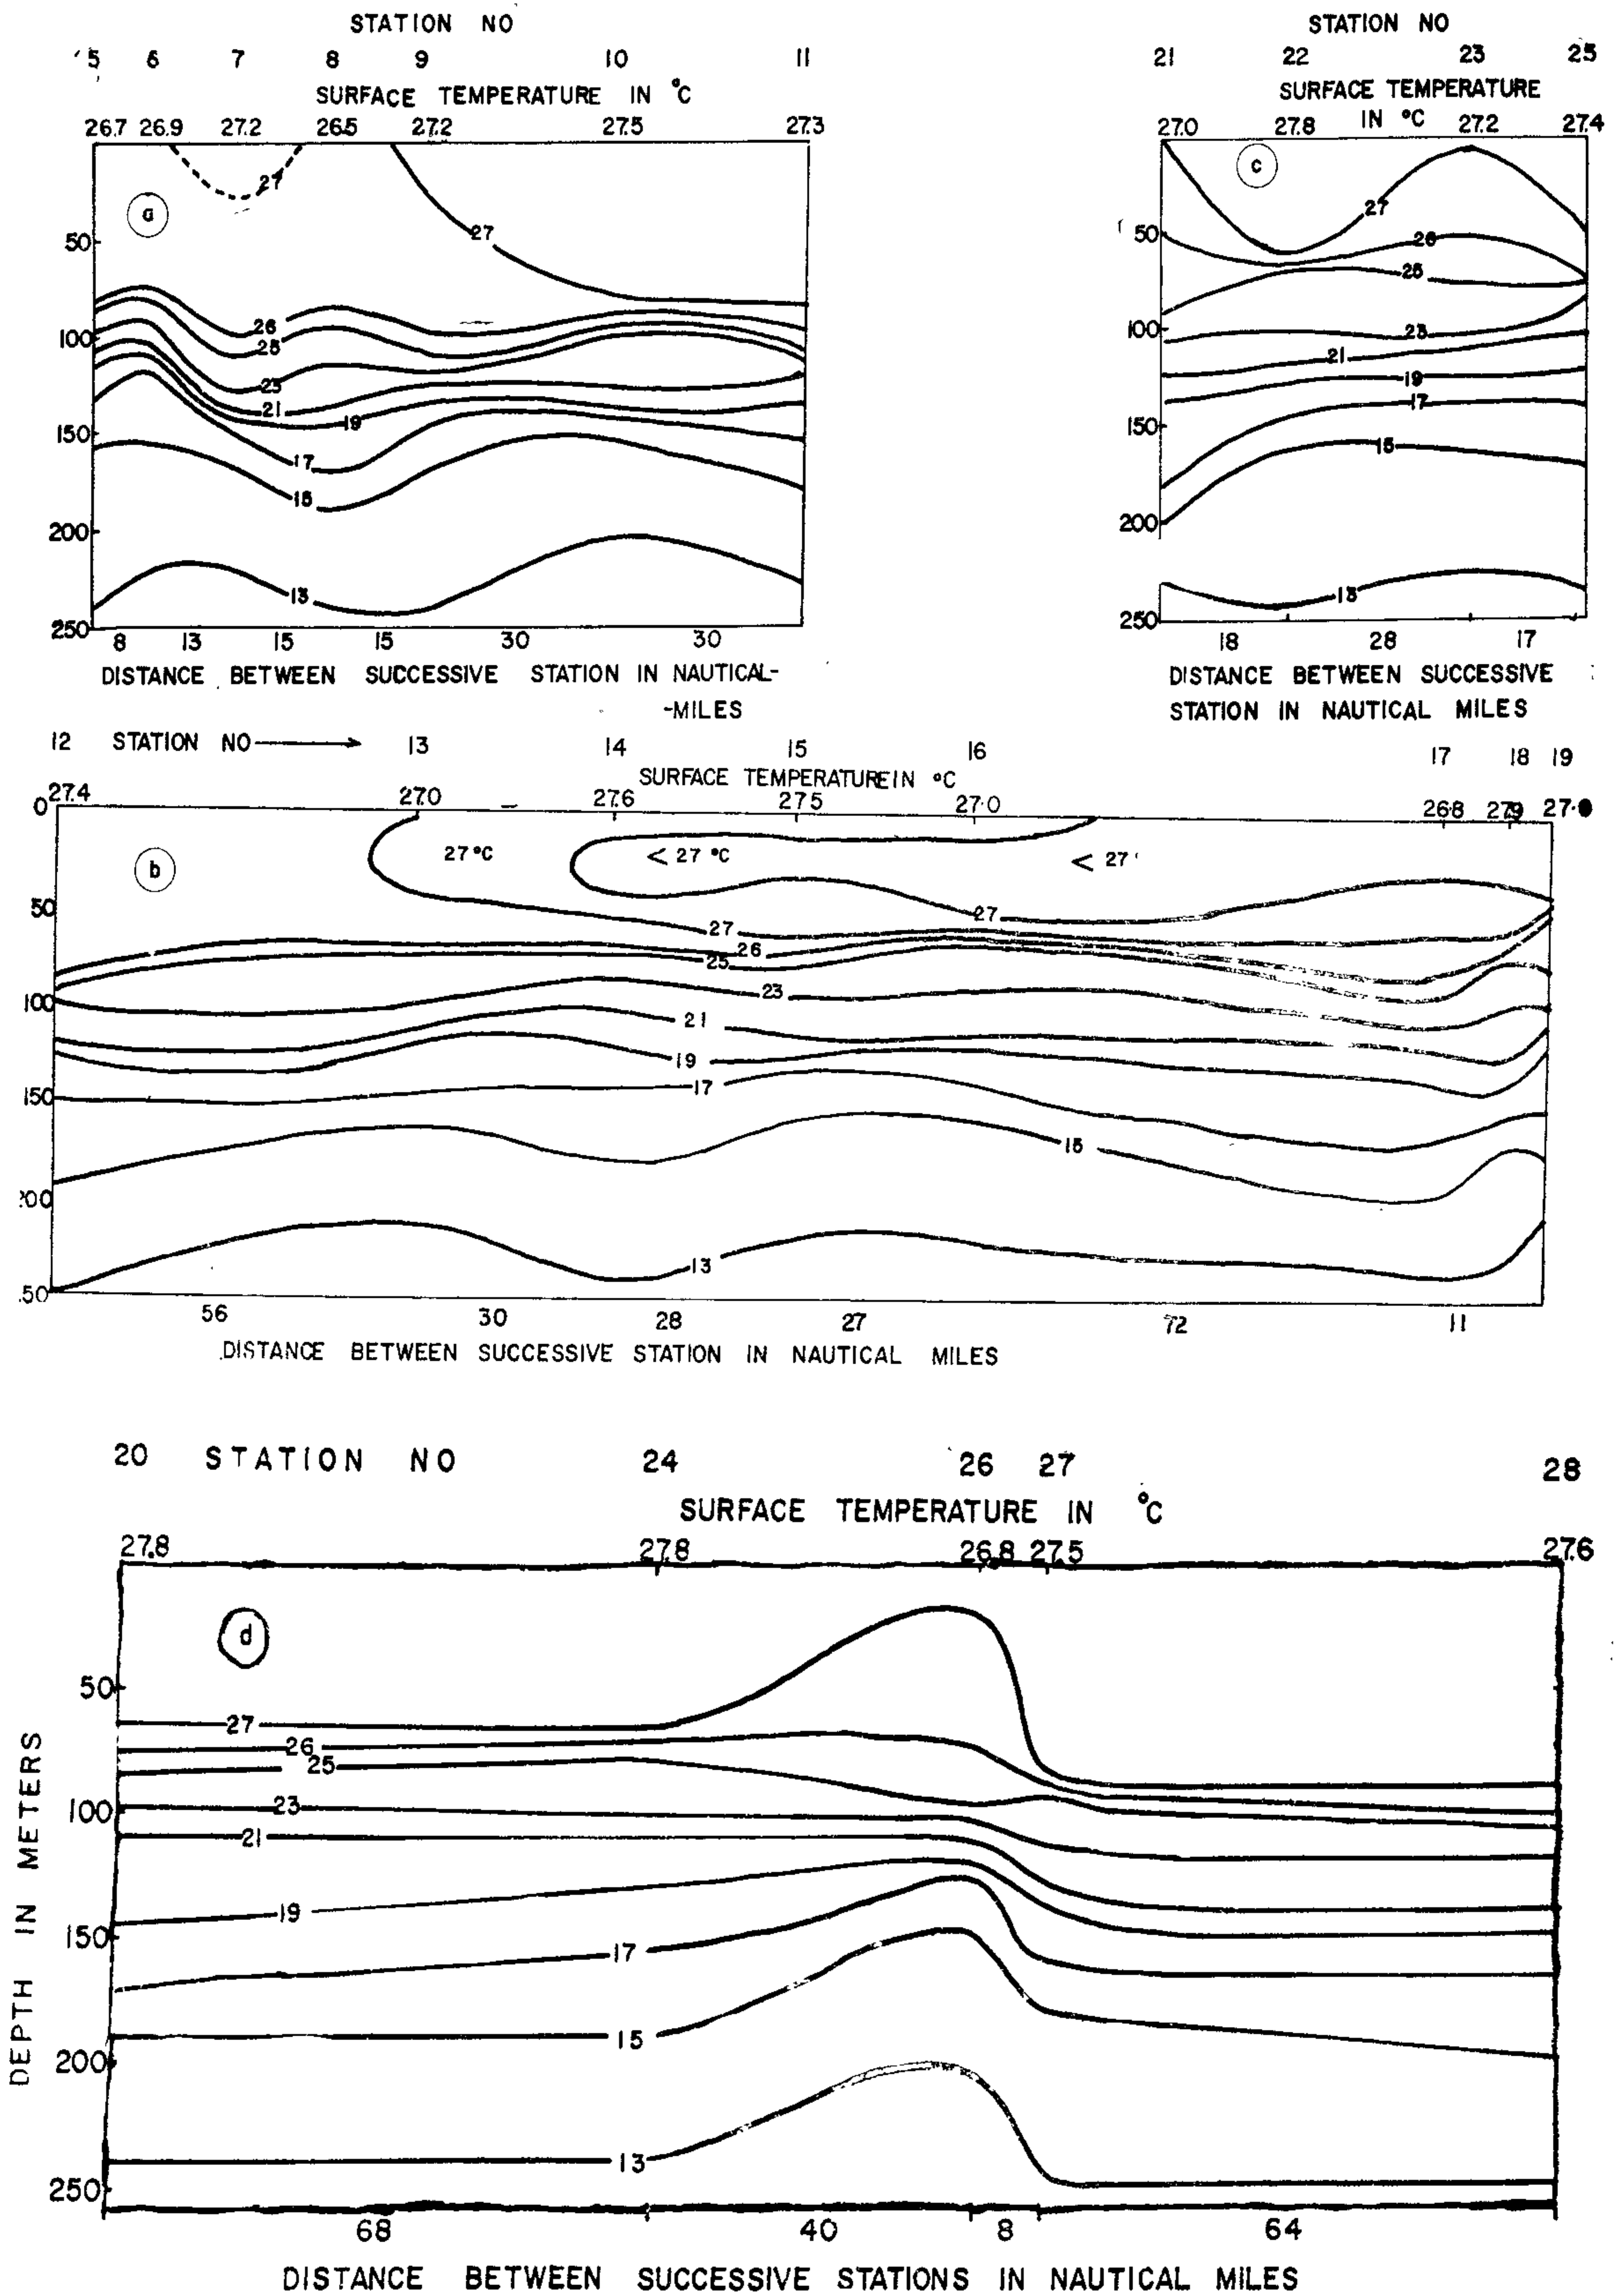 STATION NO
5 6 7 8 9 10 11
SURFACE TEMPERATURE IN °C
26.7 26.9 27.2 26.5 27.2 27.5 27.3
27
a
27
50
26
100
25
23
21
19
150
17
15
200
13
250
8 13 15 15 30 30
DISTANCE BETWEEN SUCCESSIVE STATION IN NAUTICAL-
-MILES
STATION NO
21 22 23 25
SURFACE TEMPERATURE
IN °C
27.0 27.8 27.2 27.4
c
27
50
26
25
100
23
21
19
17
150
15
200
13
250
18 28 17
DISTANCE BETWEEN SUCCESSIVE
STATION IN NAUTICAL MILES
12 STATION NO 13 14 15 16 17 18 19
SURFACE TEMPERATURE IN °C
27.4 27.0 27.6 27.5 27.0 26.8 27.9
0
27 °C < 27 °C < 27
b
50
27
27
26
25
100
23
21
19
150
17
15
13
56 30 28 27 72 11
DISTANCE BETWEEN SUCCESSIVE STATION IN NAUTICAL MILES
20 STATION NO 24 26 27 28
SURFACE TEMPERATURE IN °C
27.8 27.8 26.8 27.5 27.6
d
50
27
26
25
100
23
21
19
150
17
15
200
13
250
DEPTH IN METERS
68 40 8 64
DISTANCE BETWEEN SUCCESSIVE STATIONS IN NAUTICAL MILES